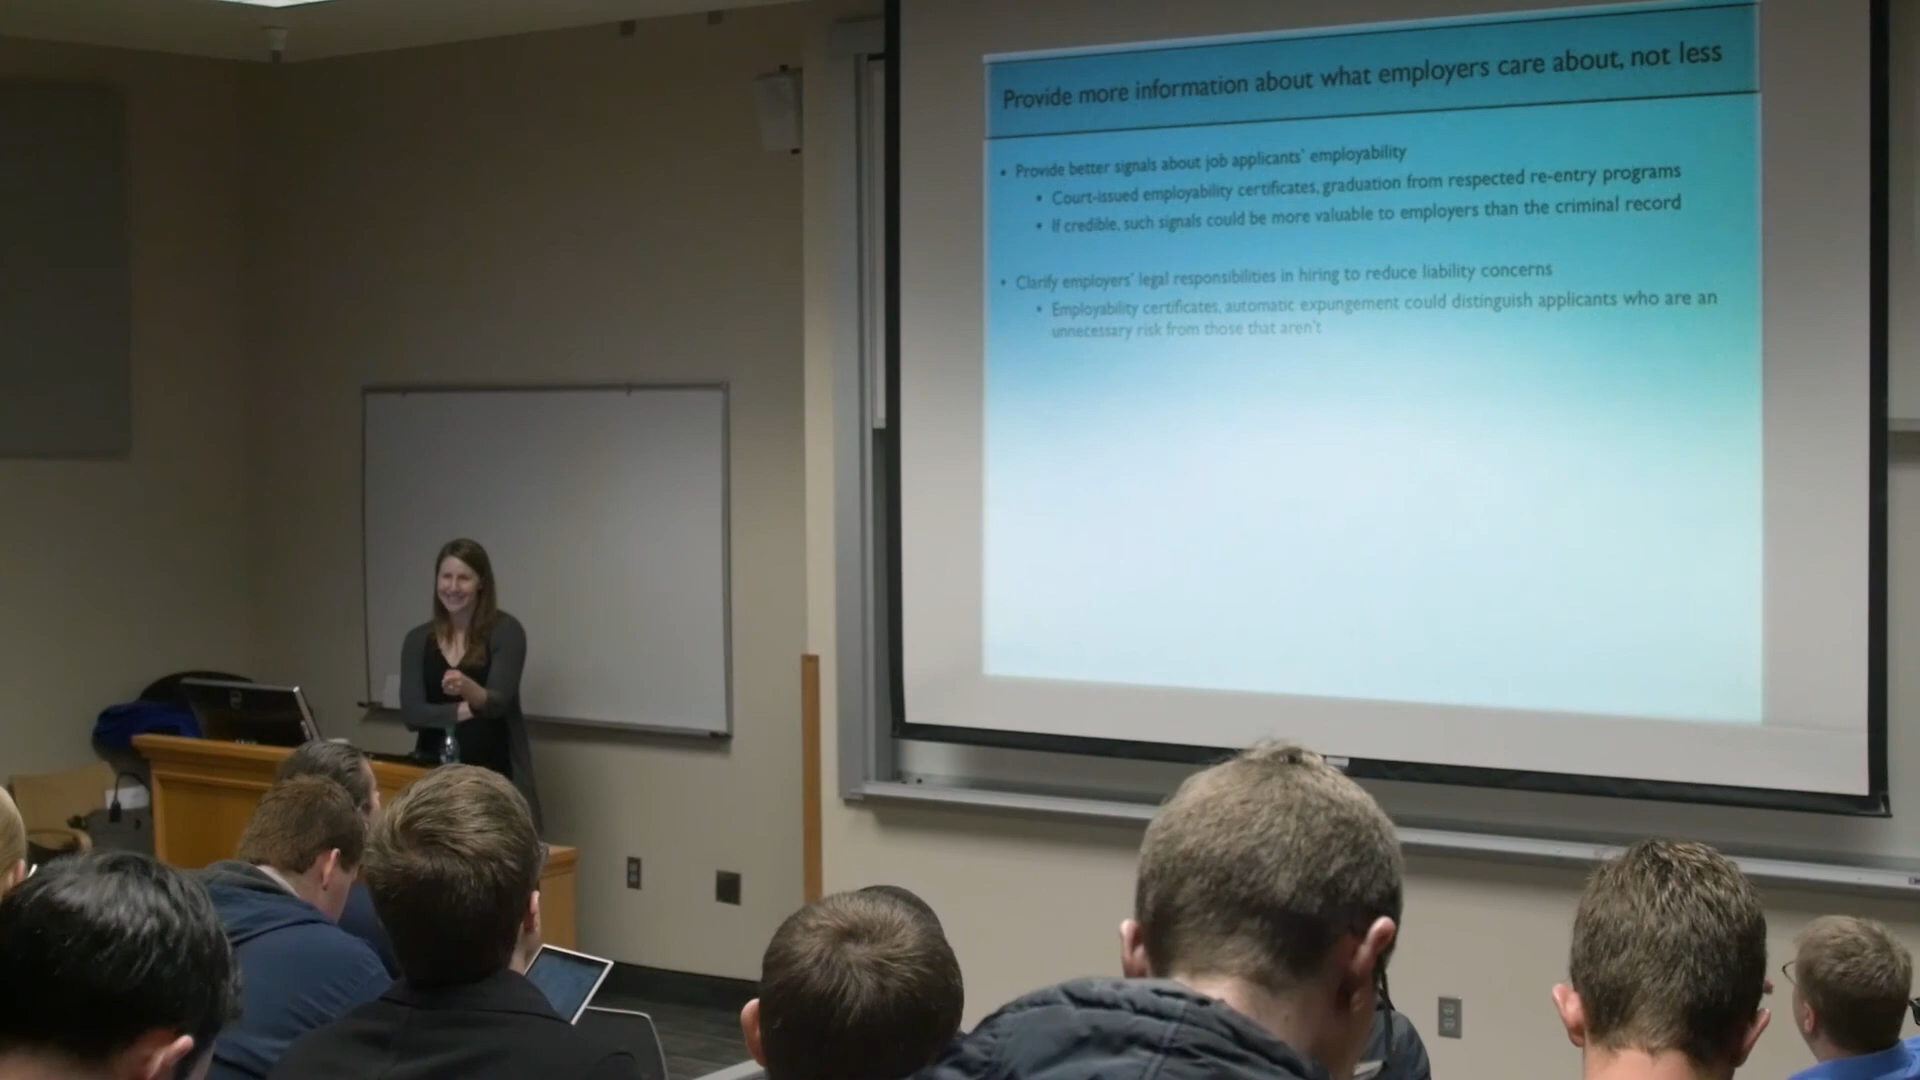 Provide more information about what employers care about, not less
• Provide better signals about job applicants' employability
• Court-issued employability certificates, graduation from respected re-entry programs
• If credible, such signals could be more valuable to employers than the criminal record
• Clarify employers' legal responsibilities in hiring to reduce liability concerns
• Employability certificates, automatic expungement could distinguish applicants who are an
unnecessary risk from those that aren't